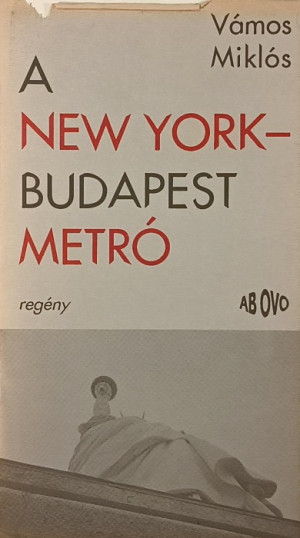 Vámos
Miklós
A
NEW YORK–
BUDAPEST
METRÓ
regény
AB OVO